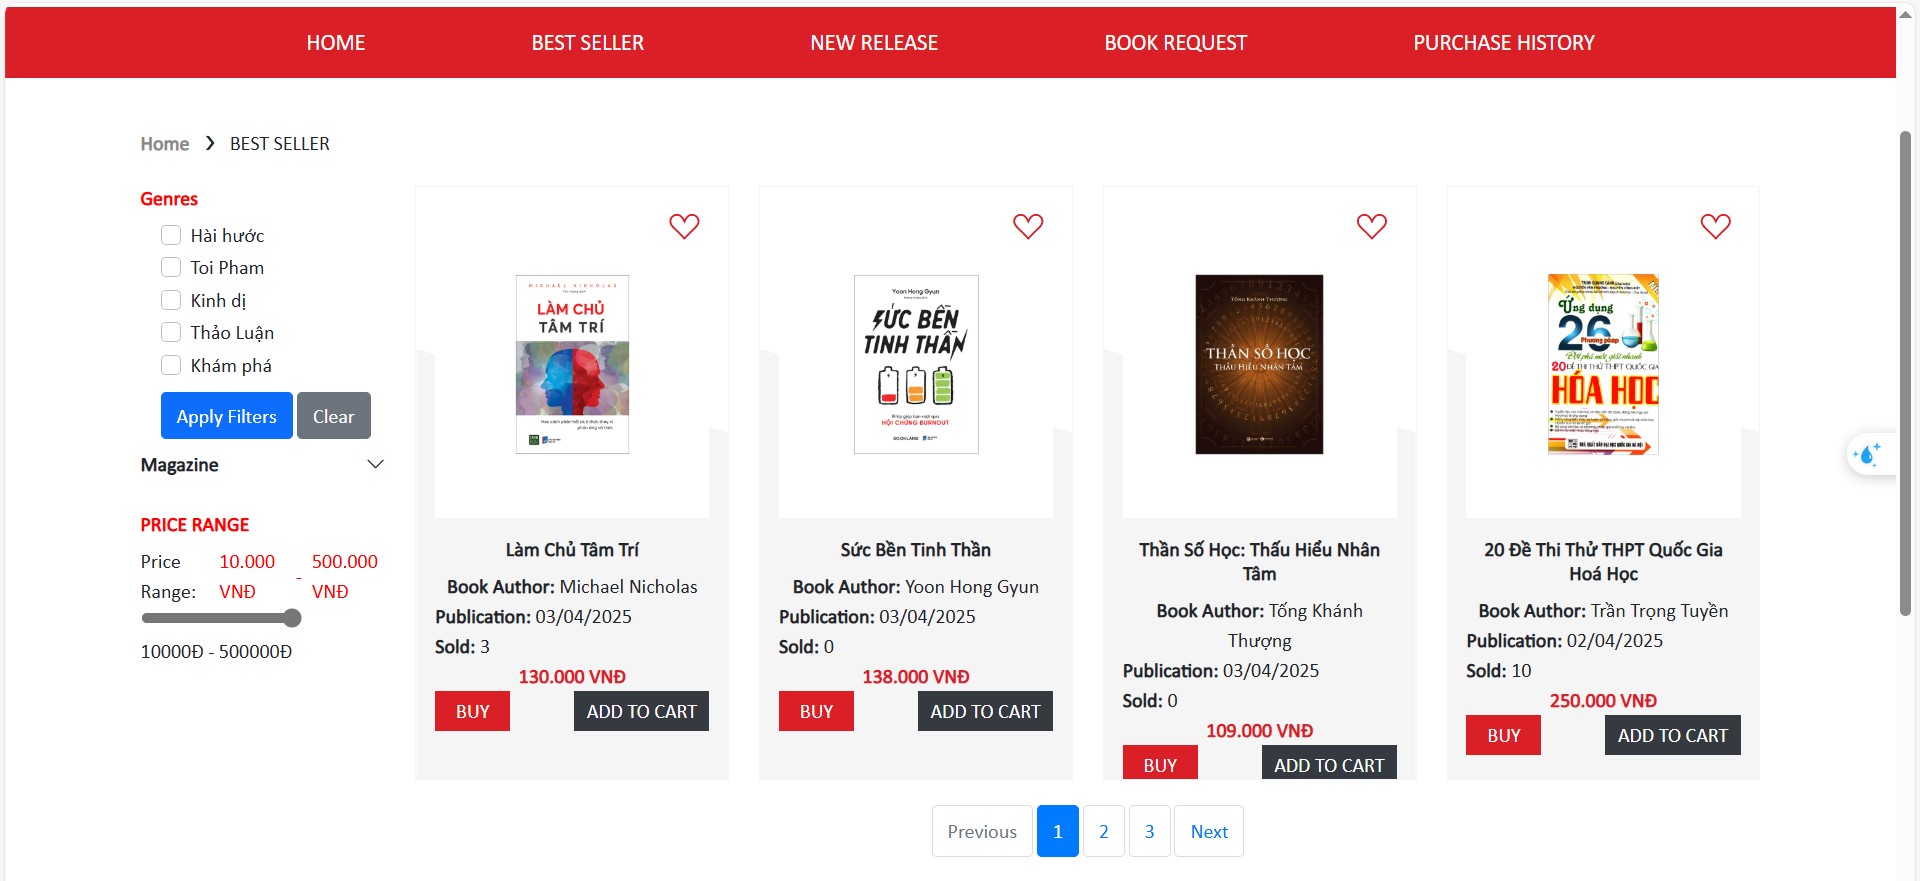 HOME
BEST SELLER
NEW RELEASE
BOOK REQUEST
PURCHASE HISTORY
Home
BEST SELLER
Genres
Hài hước
Toi Pham
Kinh dị
Thảo Luận
Khám phá
Apply Filters
Clear
Magazine
PRICE RANGE
Price
Range:
10.000
VNĐ
-
500.000
VNĐ
10000Đ - 500000Đ
MICHAEL NICHOLAS
LÀM CHỦ
TÂM TRÍ
Làm Chủ Tâm Trí
Book Author: Michael Nicholas
Publication: 03/04/2025
Sold: 3
130.000 VNĐ
BUY
ADD TO CART
Yoon Hong Gyun
SỨC BỀN
TINH THẦN
HỘI CHỨNG BURNOUT
BOOKLAND
Sức Bền Tinh Thần
Book Author: Yoon Hong Gyun
Publication: 03/04/2025
Sold: 0
138.000 VNĐ
BUY
ADD TO CART
TỐNG KHÁNH THƯỢNG
THẦN SỐ HỌC
THẤU HIỂU NHÂN TÂM
Thần Số Học: Thấu Hiểu Nhân
Tâm
Book Author: Tống Khánh
Thượng
Publication: 03/04/2025
Sold: 0
109.000 VNĐ
BUY
ADD TO CART
Ứng dụng
26
Phương pháp
20 ĐỀ THI THỬ THPT QUỐC GIA
HÓA HỌC
20 Đề Thi Thử THPT Quốc Gia
Hoá Học
Book Author: Trần Trọng Tuyền
Publication: 02/04/2025
Sold: 10
250.000 VNĐ
BUY
ADD TO CART
Previous
1
2
3
Next